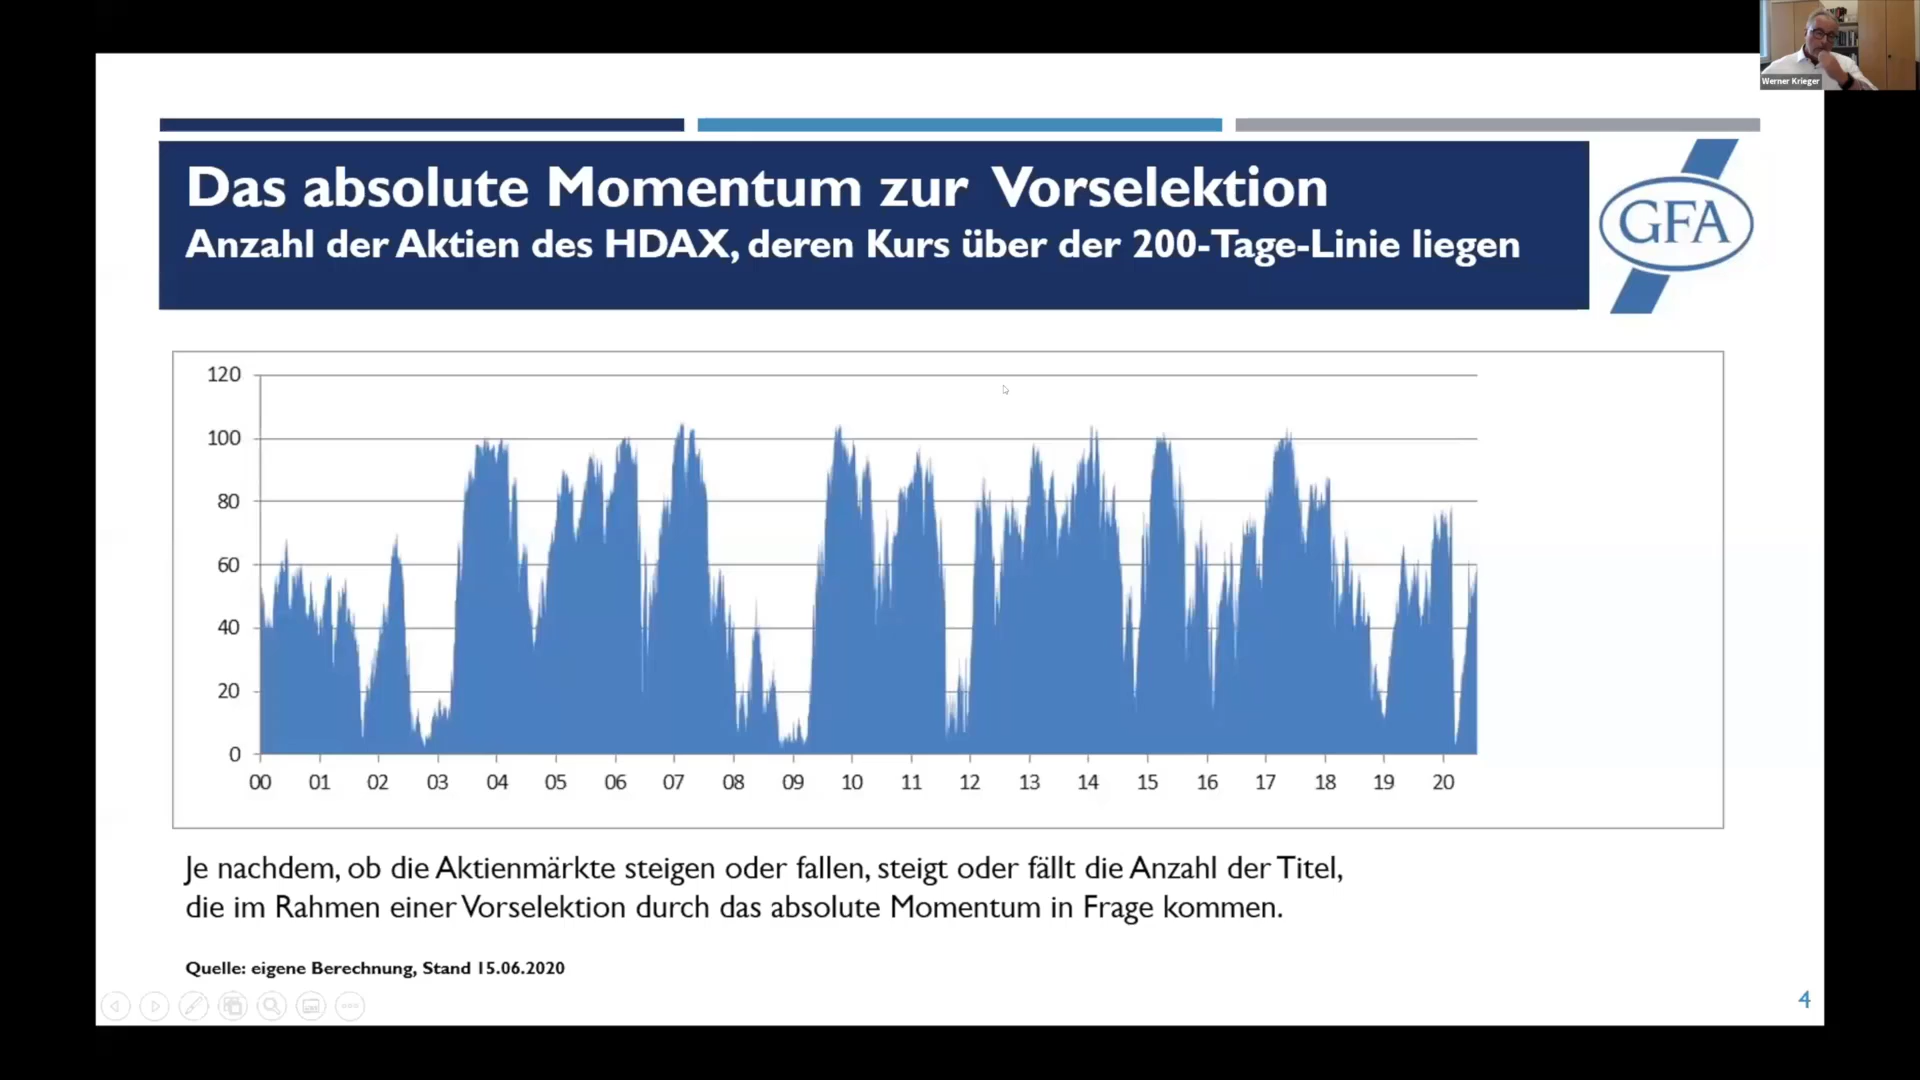 Werner Krieger
Das absolute Momentum zur Vorselektion
Anzahl der Aktien des HDAX, deren Kurs über der 200-Tage-Linie liegen
GFA
120
100
80
60
40
20
0
00 01 02 03 04 05 06 07 08 09 10 11 12 13 14 15 16 17 18 19 20
Je nachdem, ob die Aktienmärkte steigen oder fallen, steigt oder fällt die Anzahl der Titel,
die im Rahmen einer Vorselektion durch das absolute Momentum in Frage kommen.
Quelle: eigene Berechnung, Stand 15.06.2020
4